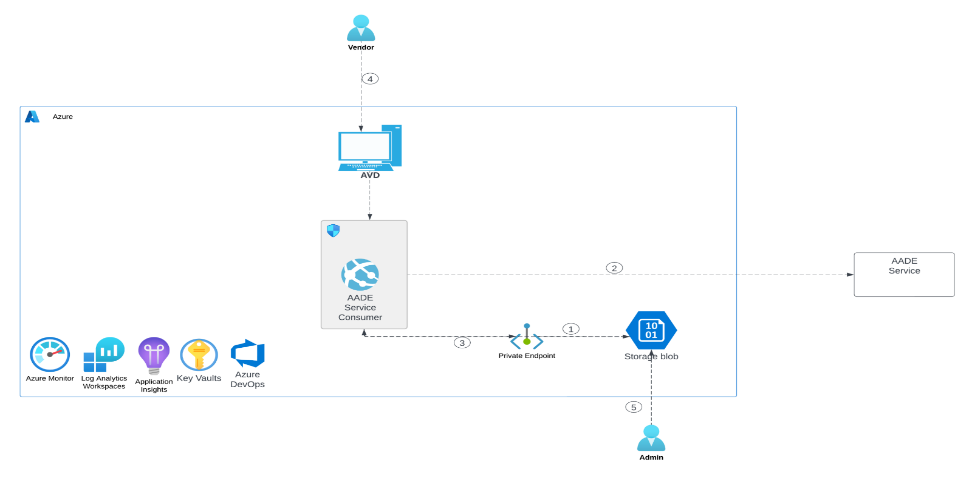 Vendor
4
Azure
AVD
AADE
Service
Consumer
2
AADE
Service
3
Private Endpoint
1
10
01
Storage blob
Azure Monitor
Log Analytics
Workspaces
Application
Insights
Key Vaults
Azure
DevOps
5
Admin